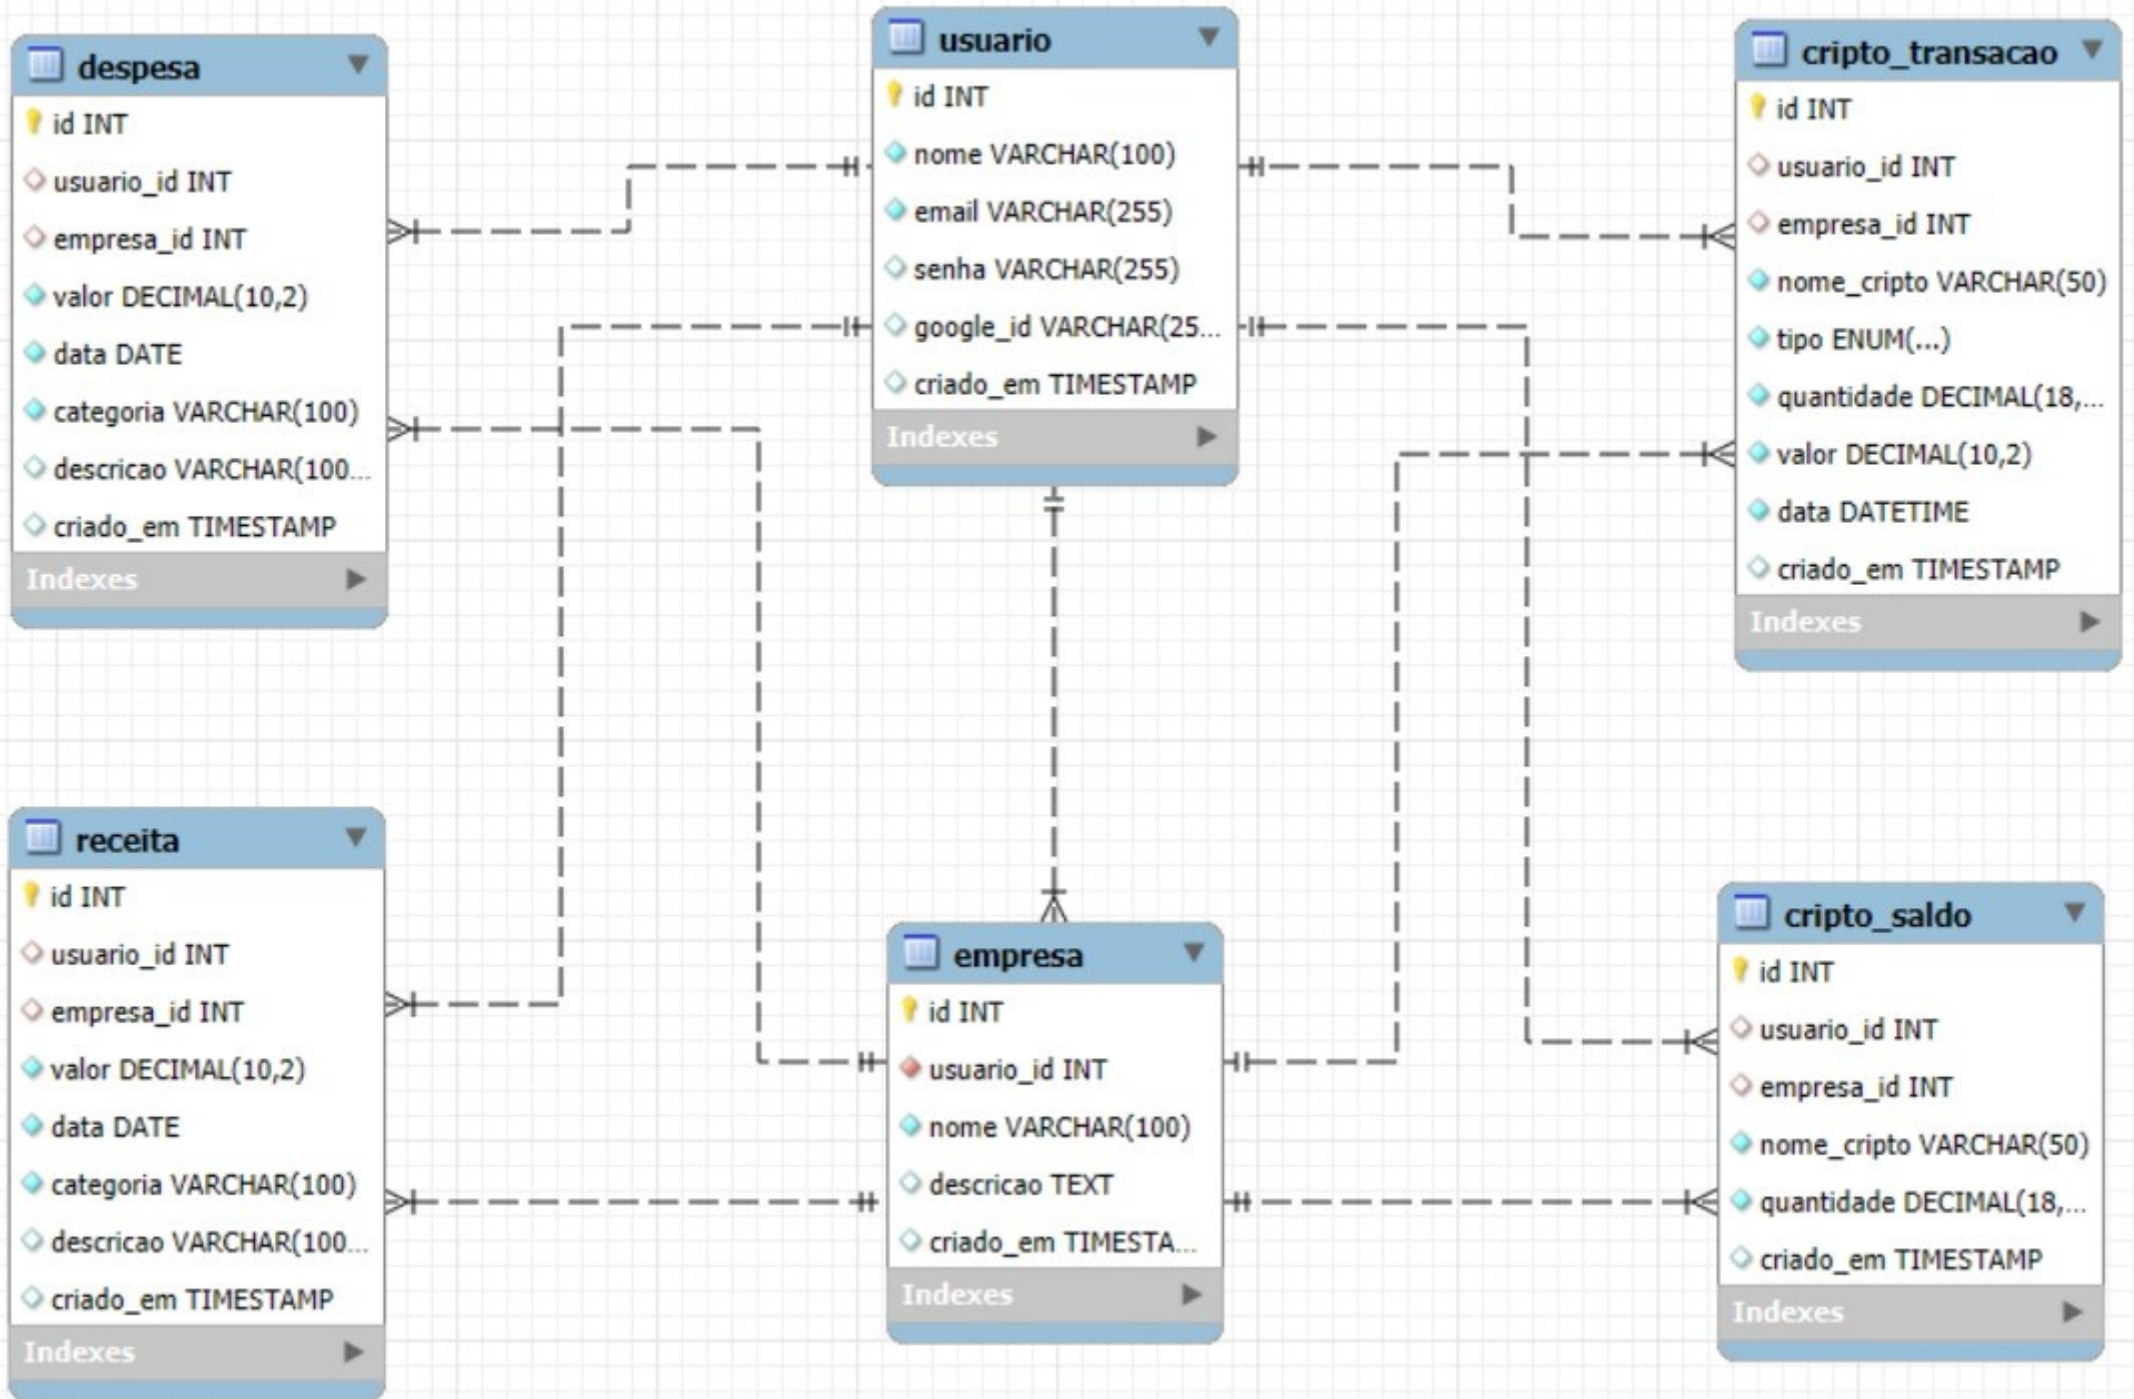 despesa
id INT
usuario_id INT
empresa_id INT
valor DECIMAL(10,2)
data DATE
categoria VARCHAR(100)
descricao VARCHAR(100...
criado_em TIMESTAMP
Indexes
usuario
id INT
nome VARCHAR(100)
email VARCHAR(255)
senha VARCHAR(255)
google_id VARCHAR(25...
criado_em TIMESTAMP
Indexes
cripto_transacao
id INT
usuario_id INT
empresa_id INT
nome_cripto VARCHAR(50)
tipo ENUM(...)
quantidade DECIMAL(18,...
valor DECIMAL(10,2)
data DATETIME
criado_em TIMESTAMP
Indexes
receita
id INT
usuario_id INT
empresa_id INT
valor DECIMAL(10,2)
data DATE
categoria VARCHAR(100)
descricao VARCHAR(100...
criado_em TIMESTAMP
Indexes
empresa
id INT
usuario_id INT
nome VARCHAR(100)
descricao TEXT
criado_em TIMESTA...
Indexes
cripto_saldo
id INT
usuario_id INT
empresa_id INT
nome_cripto VARCHAR(50)
quantidade DECIMAL(18,...
criado_em TIMESTAMP
Indexes